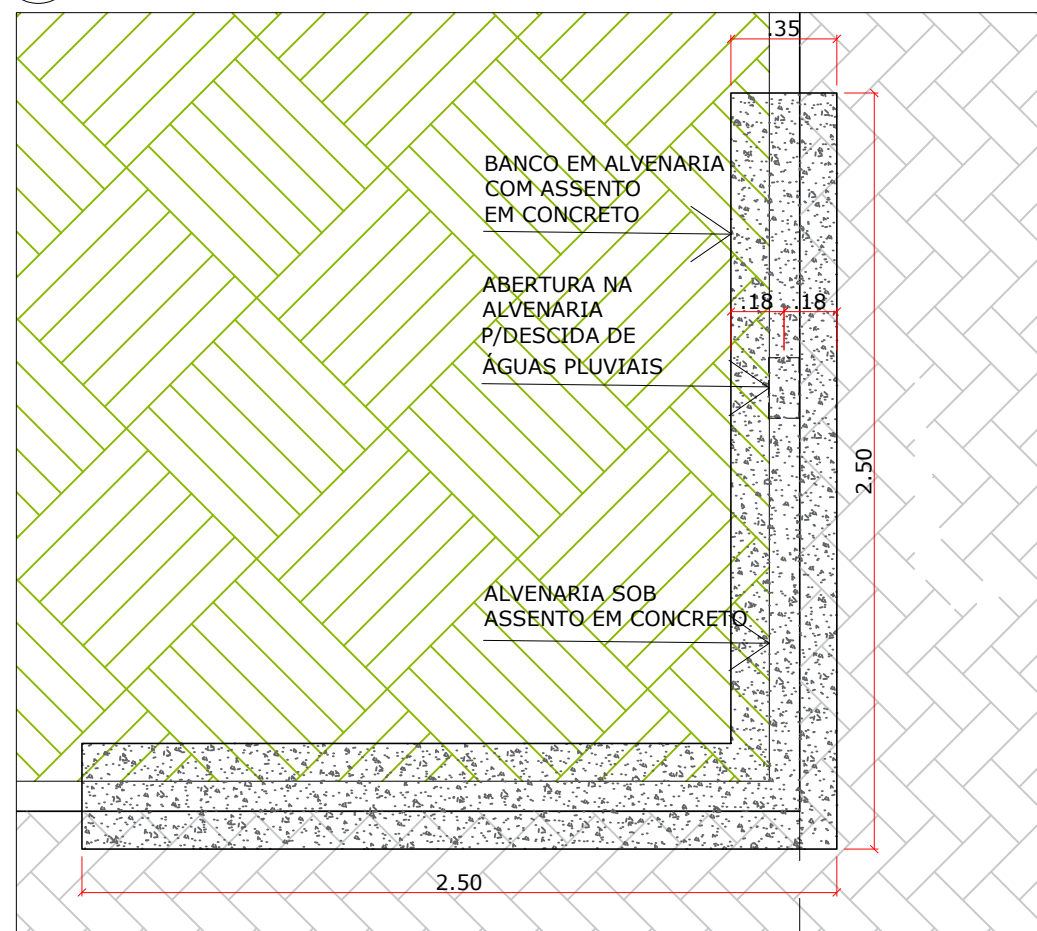 .35
BANCO EM ALVENARIA
COM ASSENTO
EM CONCRETO
ABERTURA NA
ALVENARIA
P/DESCIDA DE
ÁGUAS PLUVIAIS
.18 .18
2.50
ALVENARIA SOB
ASSENTO EM CONCRETO
2.50